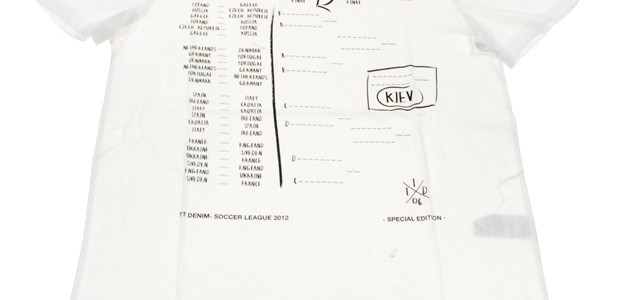 FINAL
POLAND — GREECE
RUSSIA — CZECH REPUBLIC
GREECE — CZECH REPUBLIC
POLAND — RUSSIA
CZECH REPUBLIC — POLAND
GREECE — RUSSIA
NETHERLANDS — DENMARK
GERMANY — PORTUGAL
DENMARK — PORTUGAL
NETHERLANDS — GERMANY
PORTUGAL — NETHERLANDS
DENMARK — GERMANY
SPAIN — ITALY
IRELAND — CROATIA
ITALY — CROATIA
SPAIN — IRELAND
CROATIA — SPAIN
ITALY — IRELAND
FRANCE — ENGLAND
UKRAINE — SWEDEN
UKRAINE — FRANCE
SWEDEN — ENGLAND
ENGLAND — UKRAINE
SWEDEN — FRANCE
A
B
C
D
C
KIEV
1 1 D 06
1T DENIM- SOCCER LEAGUE 2012
- SPECIAL EDITION -